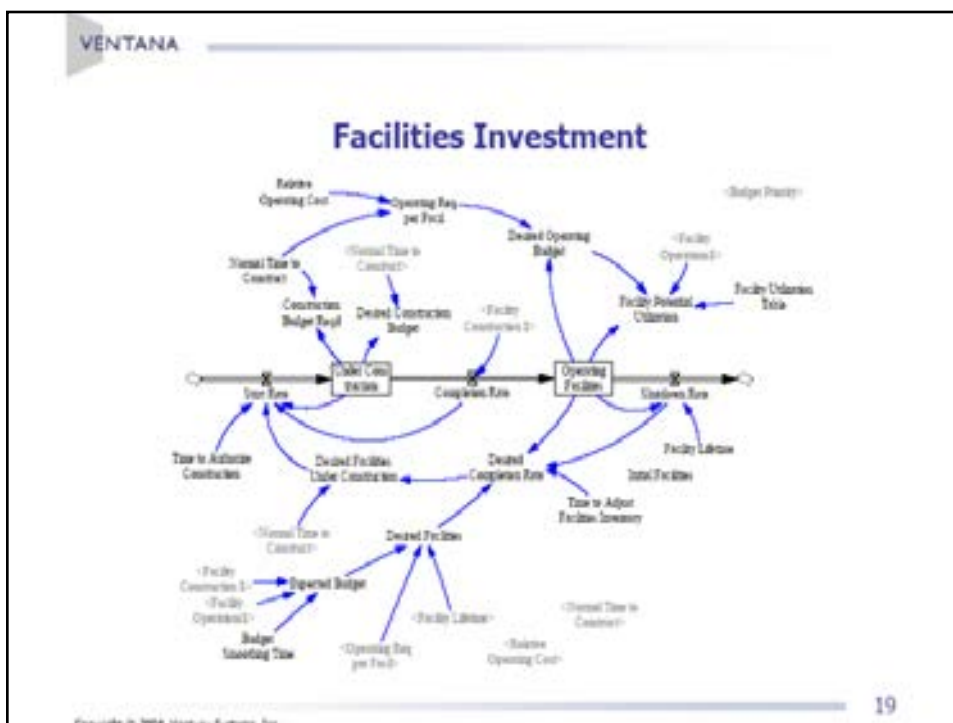 VENTANA
Facilities Investment
Relative
Operating Cost
Operating Req
per Facil
<Budget Priority>
Desired Operating
Budget
<Facility
Operation $>
Normal Time to
Construct
<Normal Time to
Construct>
Construction
Budget Req'd
Desired Construction
Budget
<Facility
Construction $>
Facility Potential
Utilization
Facility Utilization
Table
Under Cons
truction
Operating
Facilities
Start Rate
Completion Rate
Shutdown Rate
Time to Authorize
Construction
Desired Facilities
Under Construction
Desired
Completion Rate
Facility Lifetime
Initial Facilities
Time to Adjust
Facilities Inventory
<Normal Time to
Construct>
Desired Facilities
<Facility
Construction $>
<Facility
Operation $>
Expected Budget
Budget
Smoothing Time
<Operating Req
per Facil>
<Facility Lifetime>
<Relative
Operating Cost>
<Normal Time to
Construct>
19
Ventana Systems, Inc.